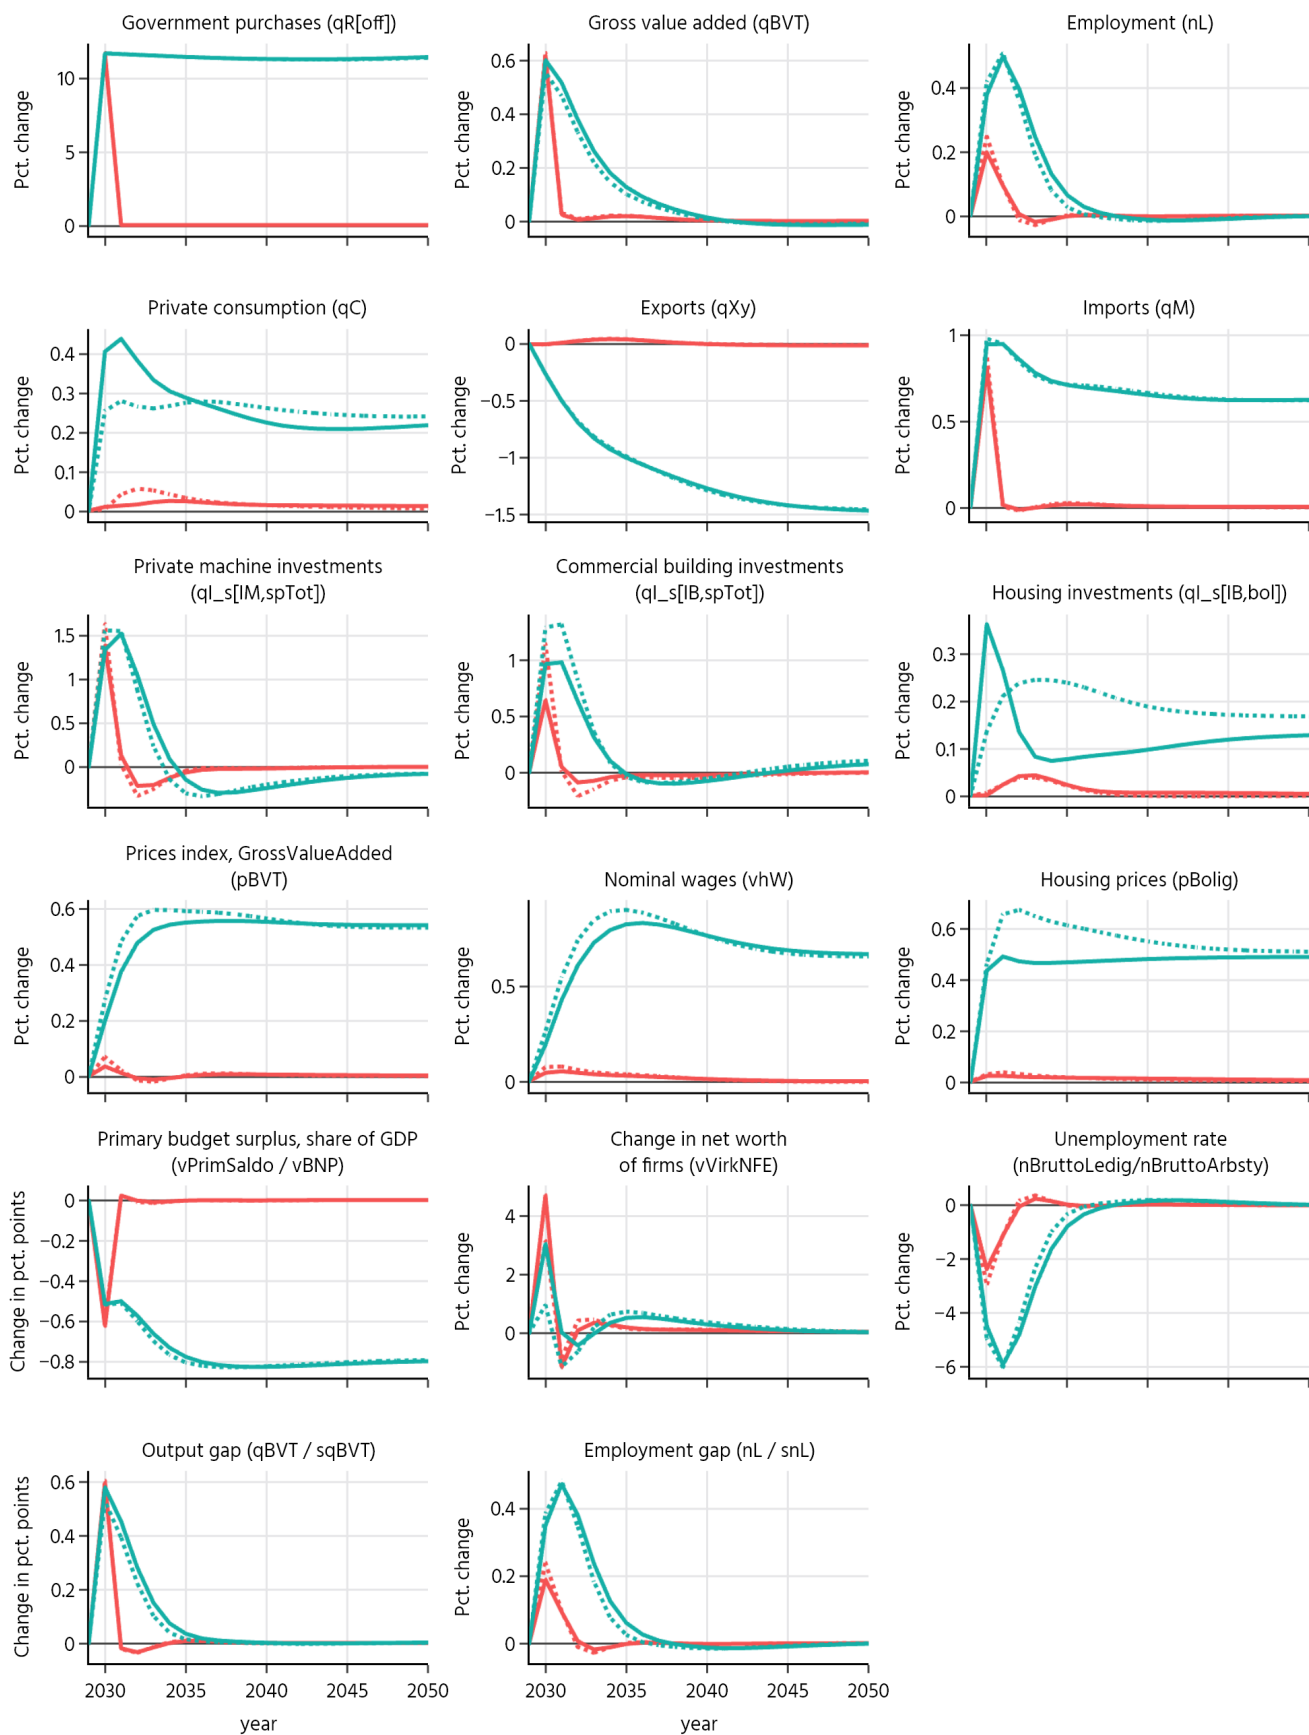 Government purchases (qR[off])
Pct. change
10
5
0
Gross value added (qBVT)
Pct. change
0.6
0.4
0.2
0
Employment (nL)
Pct. change
0.4
0.2
0
Private consumption (qC)
Pct. change
0.4
0.3
0.2
0.1
0
Exports (qXy)
Pct. change
0
−0.5
−1
−1.5
Imports (qM)
Pct. change
1
0.5
0
Private machine investments
(qI_s[IM,spTot])
Pct. change
1.5
1
0.5
0
Commercial building investments
(qI_s[IB,spTot])
Pct. change
1
0.5
0
Housing investments (qI_s[IB,bol])
Pct. change
0.3
0.2
0.1
0
Prices index, GrossValueAdded
(pBVT)
Pct. change
0.6
0.4
0.2
0
Nominal wages (vhW)
Pct. change
0.5
0
Housing prices (pBolig)
Pct. change
0.6
0.4
0.2
0
Primary budget surplus, share of GDP
(vPrimSaldo / vBNP)
Change in pct. points
0
−0.2
−0.4
−0.6
−0.8
Change in net worth
of firms (vVirkNFE)
Pct. change
4
2
0
Unemployment rate
(nBruttoLedig/nBruttoArbsty)
Pct. change
0
−2
−4
−6
Output gap (qBVT / sqBVT)
Change in pct. points
0.6
0.4
0.2
0
2030 2035 2040 2045 2050
year
Employment gap (nL / snL)
Pct. change
0.4
0.2
0
2030 2035 2040 2045 2050
year